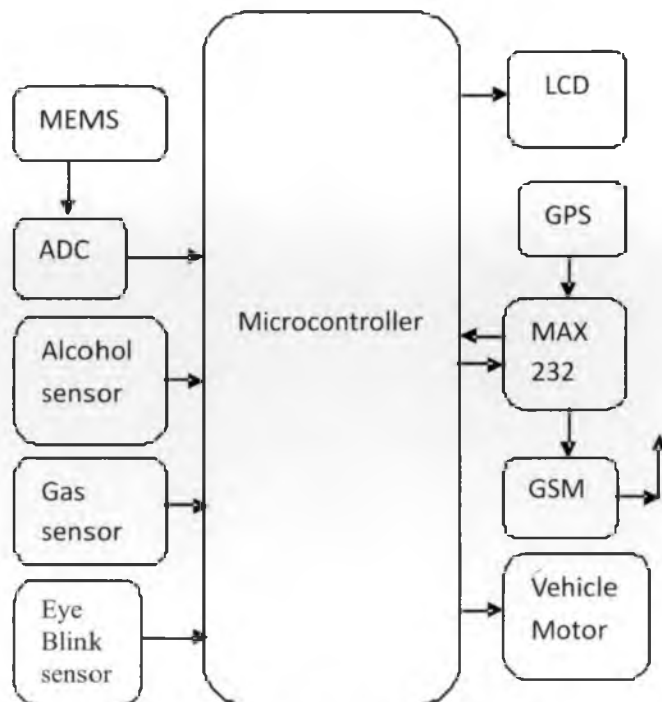 MEMS
ADC
Alcohol
sensor
Gas
sensor
Eye
Blink
sensor
Microcontroller
LCD
GPS
MAX
232
GSM
Vehicle
Motor